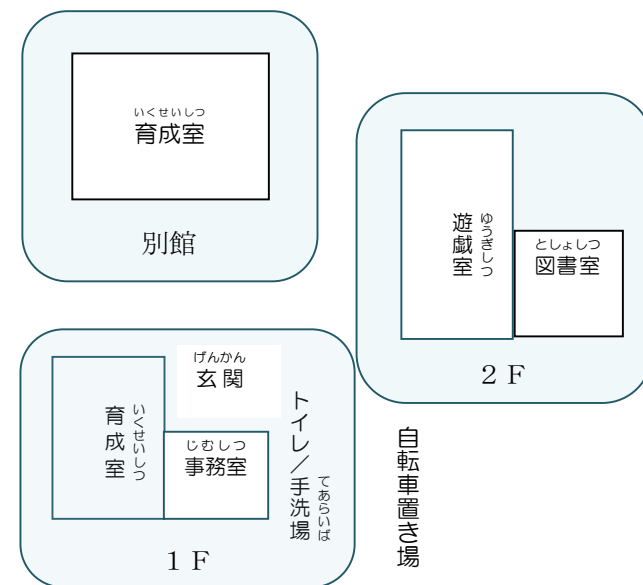 いくせいしつ
育成室
別館
ゆうぎしつ
遊戯室
としょしつ
図書室
２Ｆ
げんかん
玄関
いくせいしつ
育成室
じむしつ
事務室
トイレ／手洗場
てあらいば
１Ｆ
自転車置き場